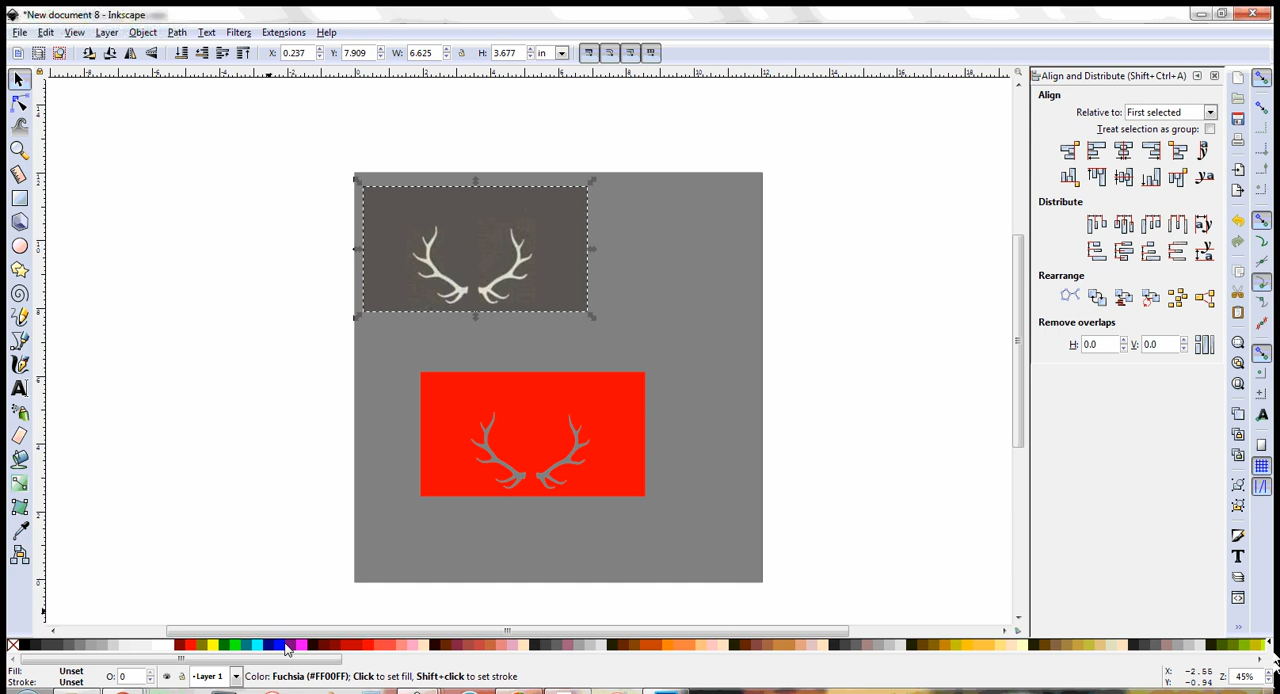 *New document 8 - Inkscape
File Edit View Layer Object Path Text Filters Extensions Help
X: 0.237 Y: 7.909 W: 6.625 H: 3.677 in
Align and Distribute (Shift+Ctrl+A)
Align
Relative to: First selected
Treat selection as group:
Distribute
Rearrange
Remove overlaps
H: 0.0 V: 0.0
Fill: Unset
Stroke: Unset
O: 0
Layer 1
Color: Fuchsia (#FF00FF); Click to set fill, Shift+click to set stroke
X: -2.55
Y: -0.94
Z: 45%